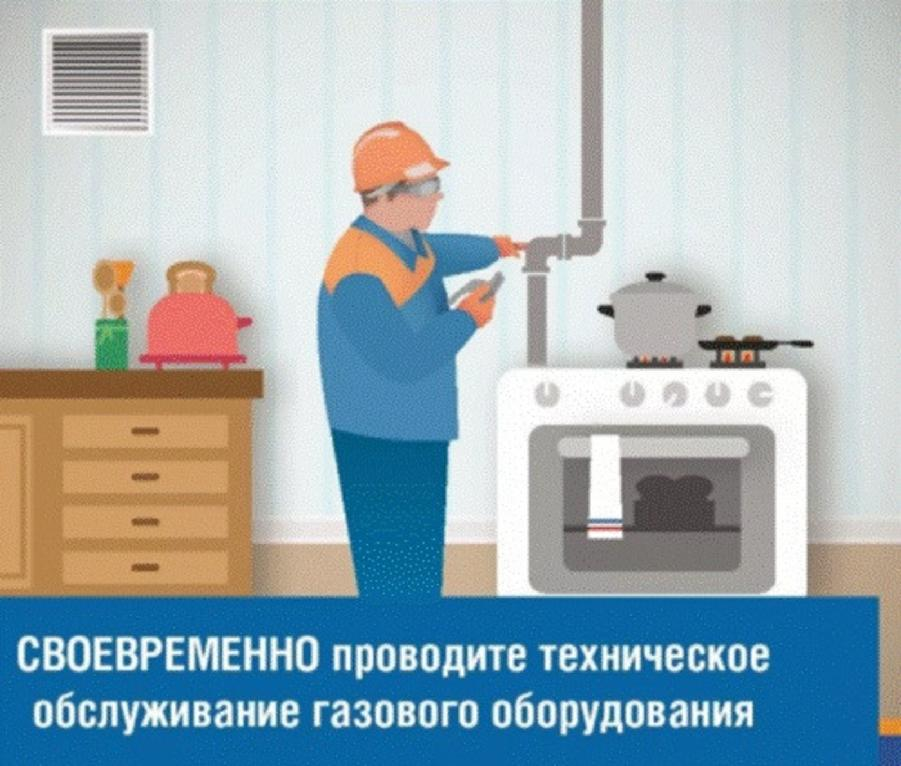 СВОЕВРЕМЕННО проводите техническое
обслуживание газового оборудования